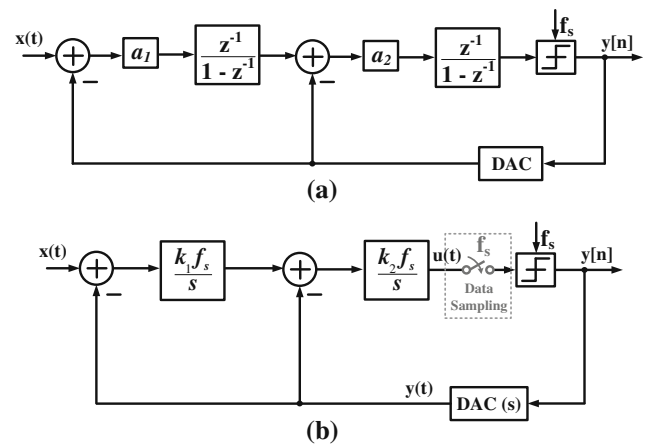 x(t) a₁ z⁻¹ a₂ z⁻¹ fₛ y[n]
1 - z⁻¹ 1 - z⁻¹
DAC
(a)
x(t) k₁fₛ k₂fₛ u(t) fₛ fₛ y[n]
s s
Data
Sampling
y(t) DAC (s)
(b)